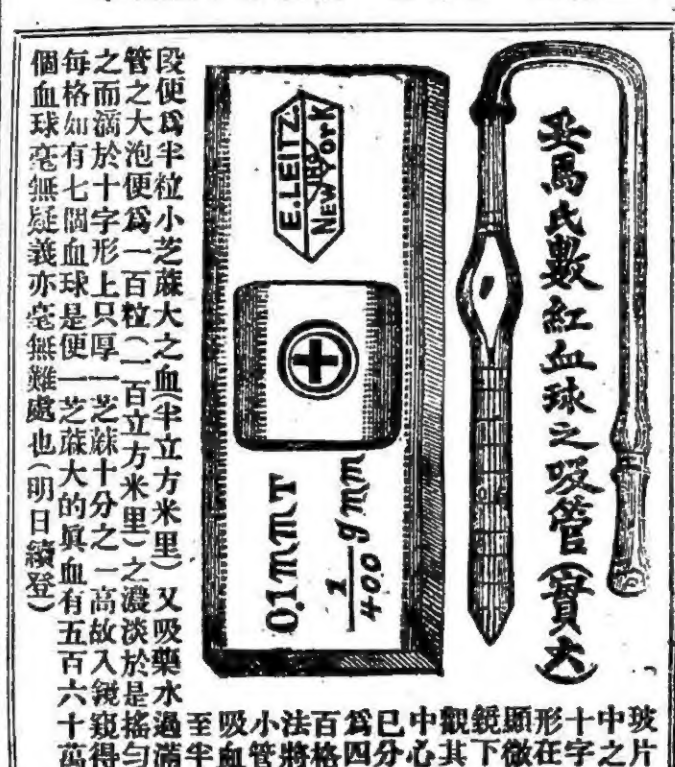 妥馬氏數紅血球之吸管(實大)
E.LEITZ.
NEW YORK
0.1mm T
1/400 qmm
玻片
中之
十字
形在
顯微
鏡下
觀其
中心
已分
爲四
百格
法將
小管
吸血
至半
段便爲半粒小芝蔴大之血(半立方米里)又吸藥水過滿
管之大泡便爲一百粒(一百立方米里)之濃淡於是搖勻
之而滴於十字形上只厚一芝蔴十分之一高故入鏡窺得
每格如有七個血球是便一芝蔴大的眞血有五百六十萬
個血球毫無疑義亦毫無難處也(明日續登)